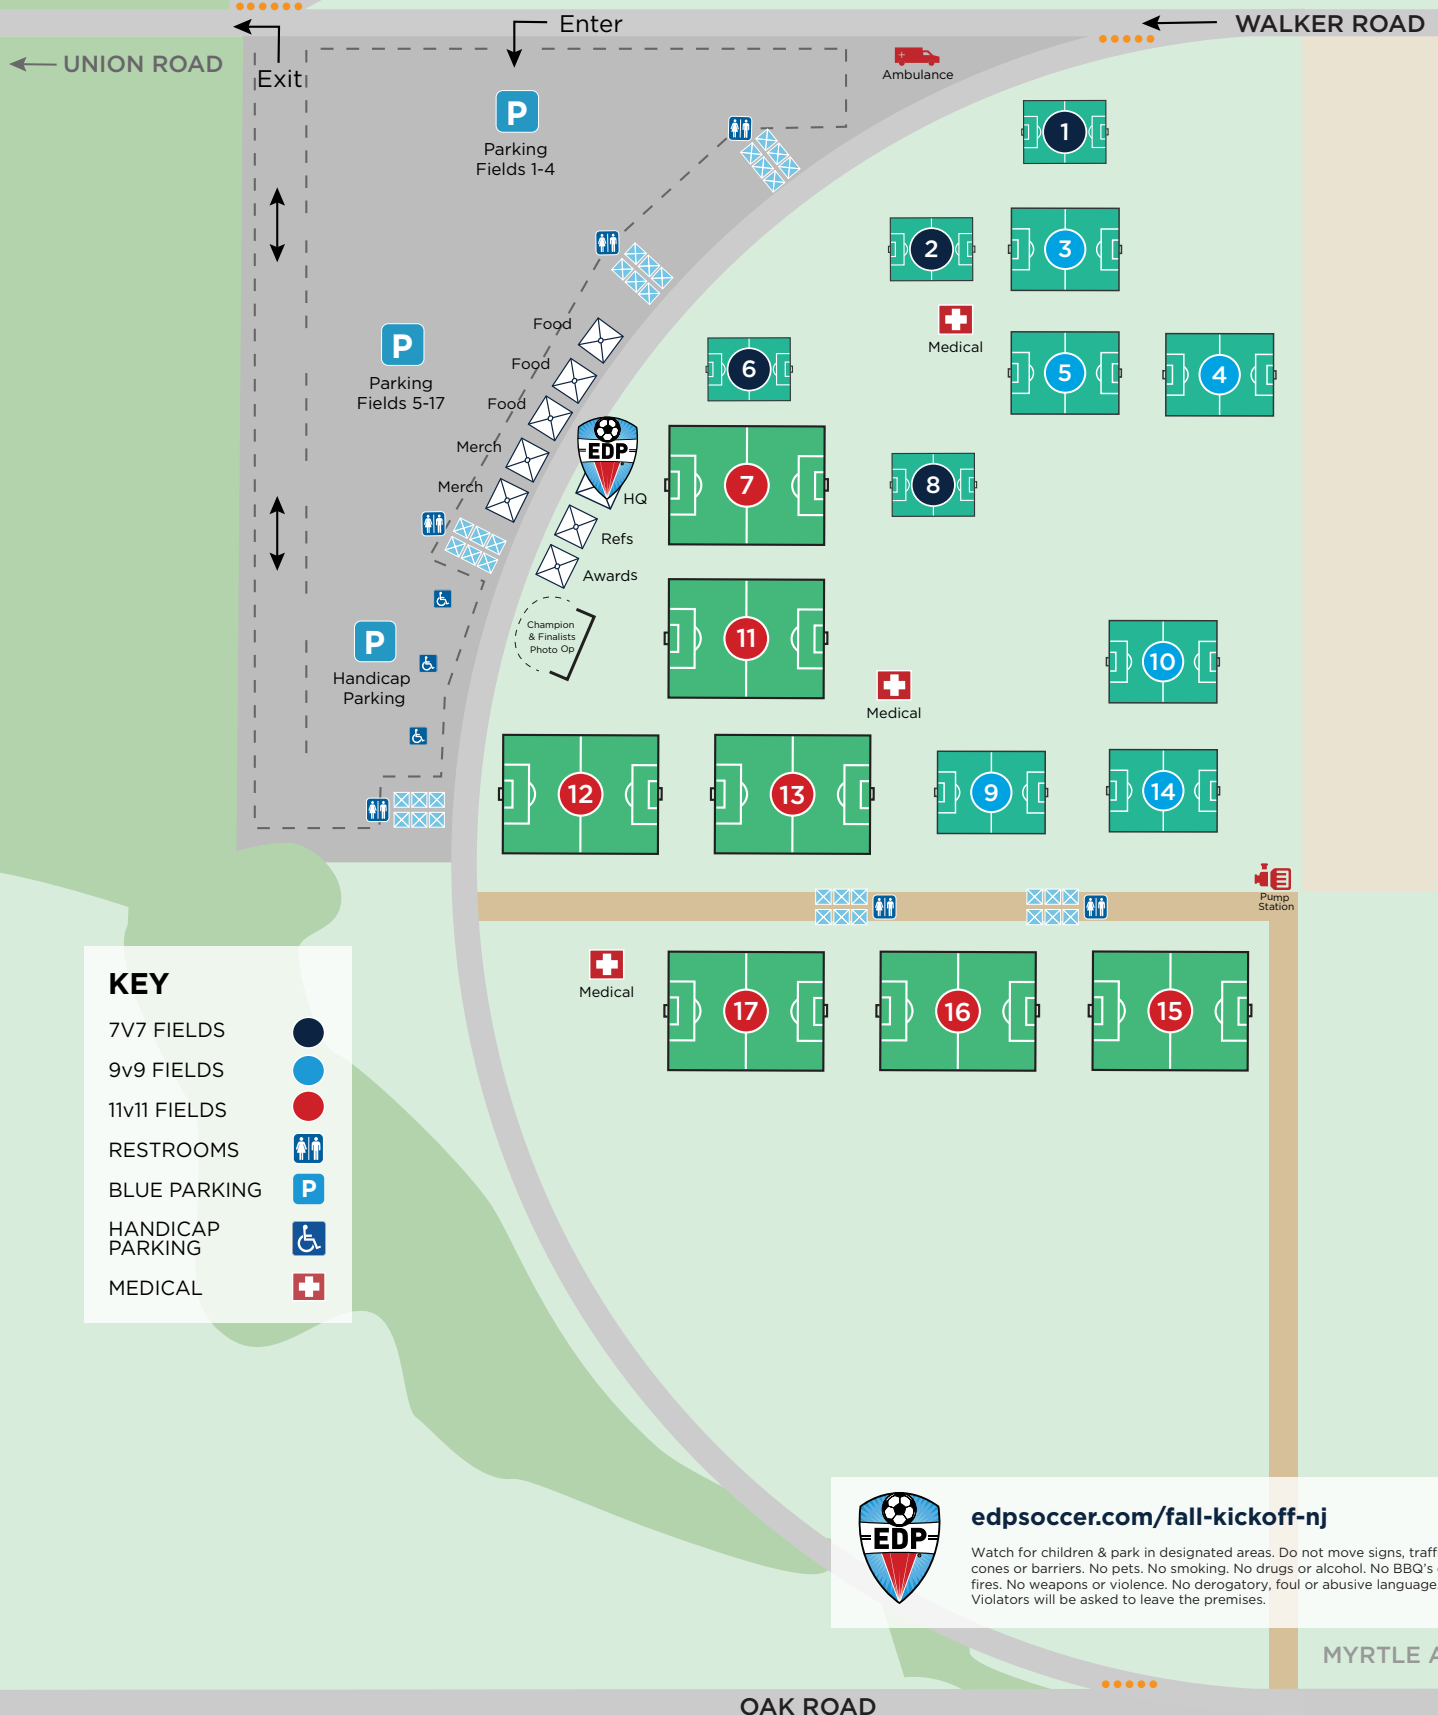 Enter
WALKER ROAD
UNION ROAD
Exit
Ambulance
P
Parking
Fields 1-4
1
2
3
Medical
P
Parking
Fields 5-17
Food
Food
Food
Merch
Merch
EDP
HQ
Refs
Awards
6
5
4
7
8
Champion
& Finalists
Photo Op
11
P
Handicap
Parking
10
Medical
12
13
9
14
Pump
Station
Medical
17
16
15
KEY
7V7 FIELDS
9v9 FIELDS
11v11 FIELDS
RESTROOMS
BLUE PARKING
P
HANDICAP
PARKING
MEDICAL
EDP
edpsoccer.com/fall-kickoff-nj
Watch for children & park in designated areas. Do not move signs, traff
cones or barriers. No pets. No smoking. No drugs or alcohol. No BBQ's
fires. No weapons or violence. No derogatory, foul or abusive language
Violators will be asked to leave the premises.
MYRTLE A
OAK ROAD